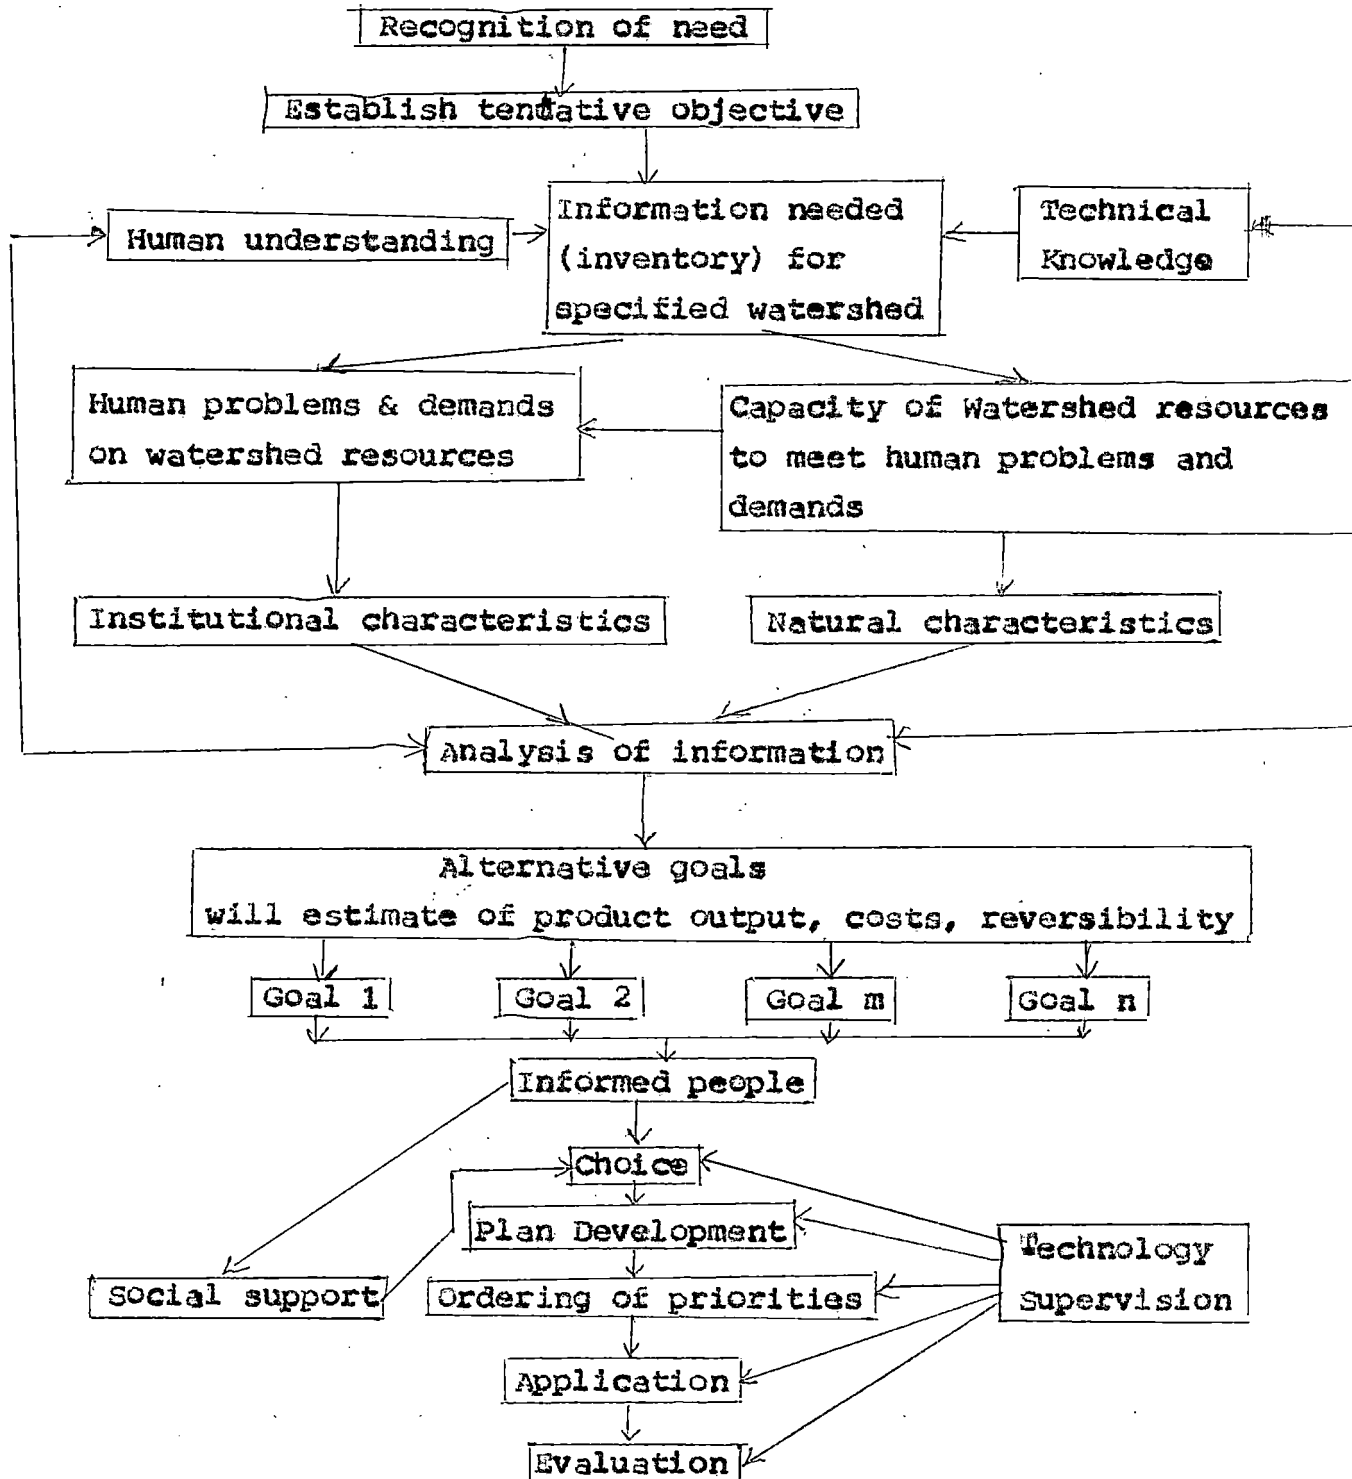 Recognition of need
Establish tentative objective
Human understanding
Information needed
(inventory) for
specified watershed
Technical
Knowledge
Human problems & demands
on watershed resources
Capacity of Watershed resources
to meet human problems and
demands
Institutional characteristics
Natural characteristics
Analysis of information
Alternative goals
will estimate of product output, costs, reversibility
Goal 1
Goal 2
Goal m
Goal n
Informed people
Choice
Plan Development
Technology
Supervision
Social support
Ordering of priorities
Application
Evaluation